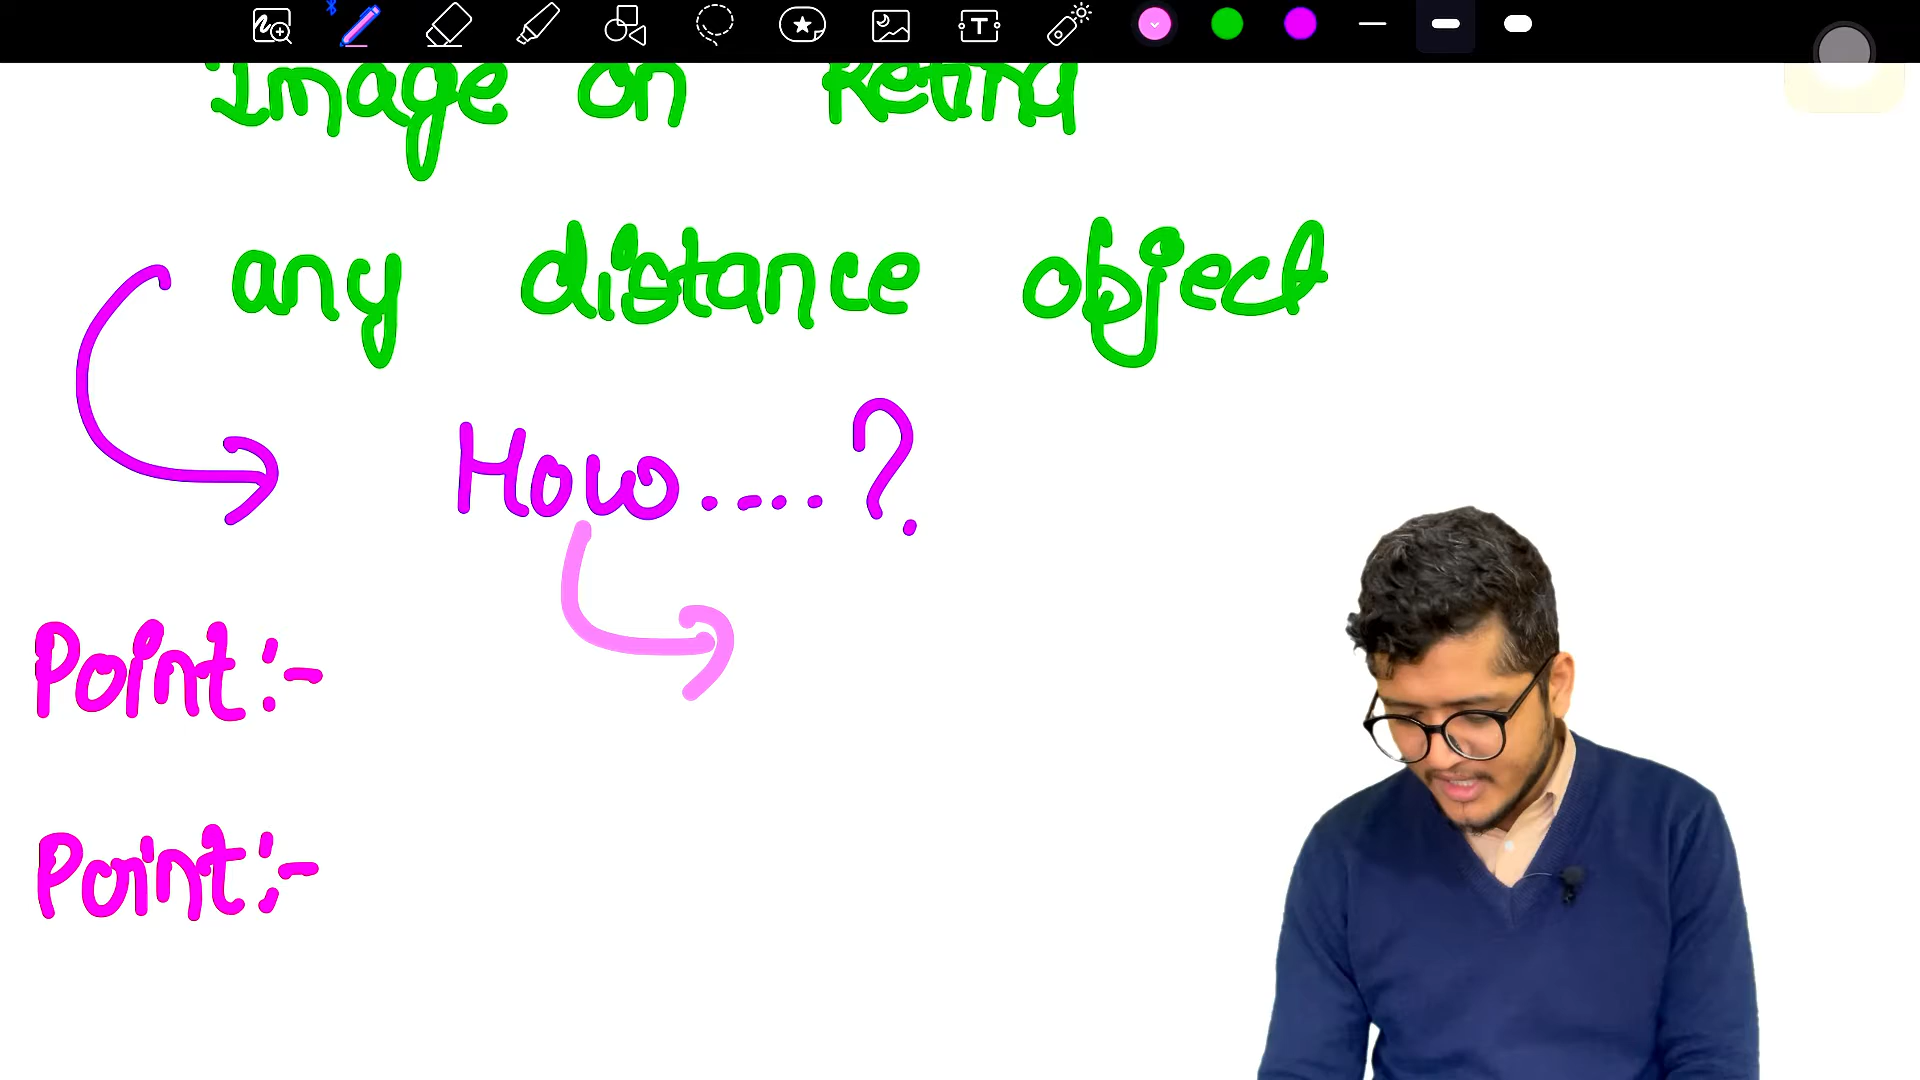 Image on Retina
any distance object
How....?
Point:-
Point:-